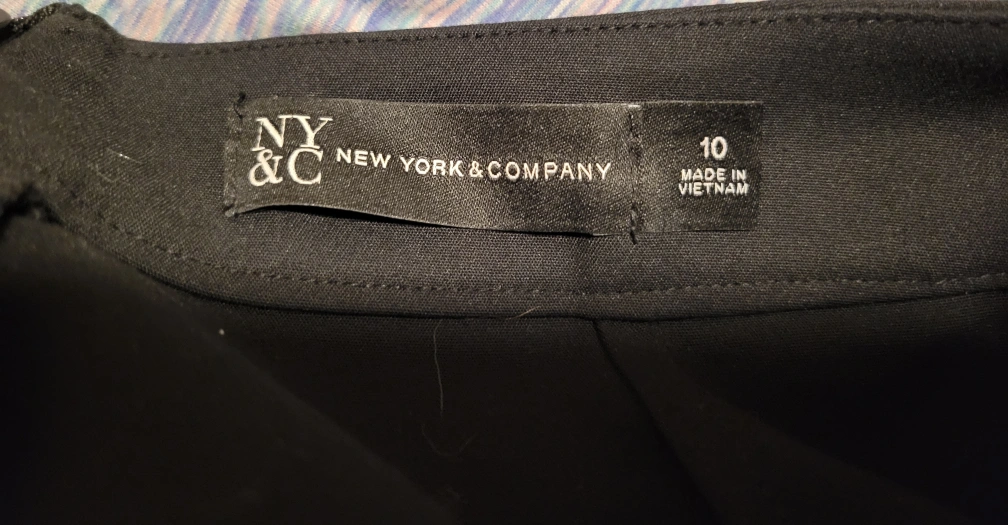 NY
&C
NEW YORK & COMPANY
10
MADE IN
VIETNAM